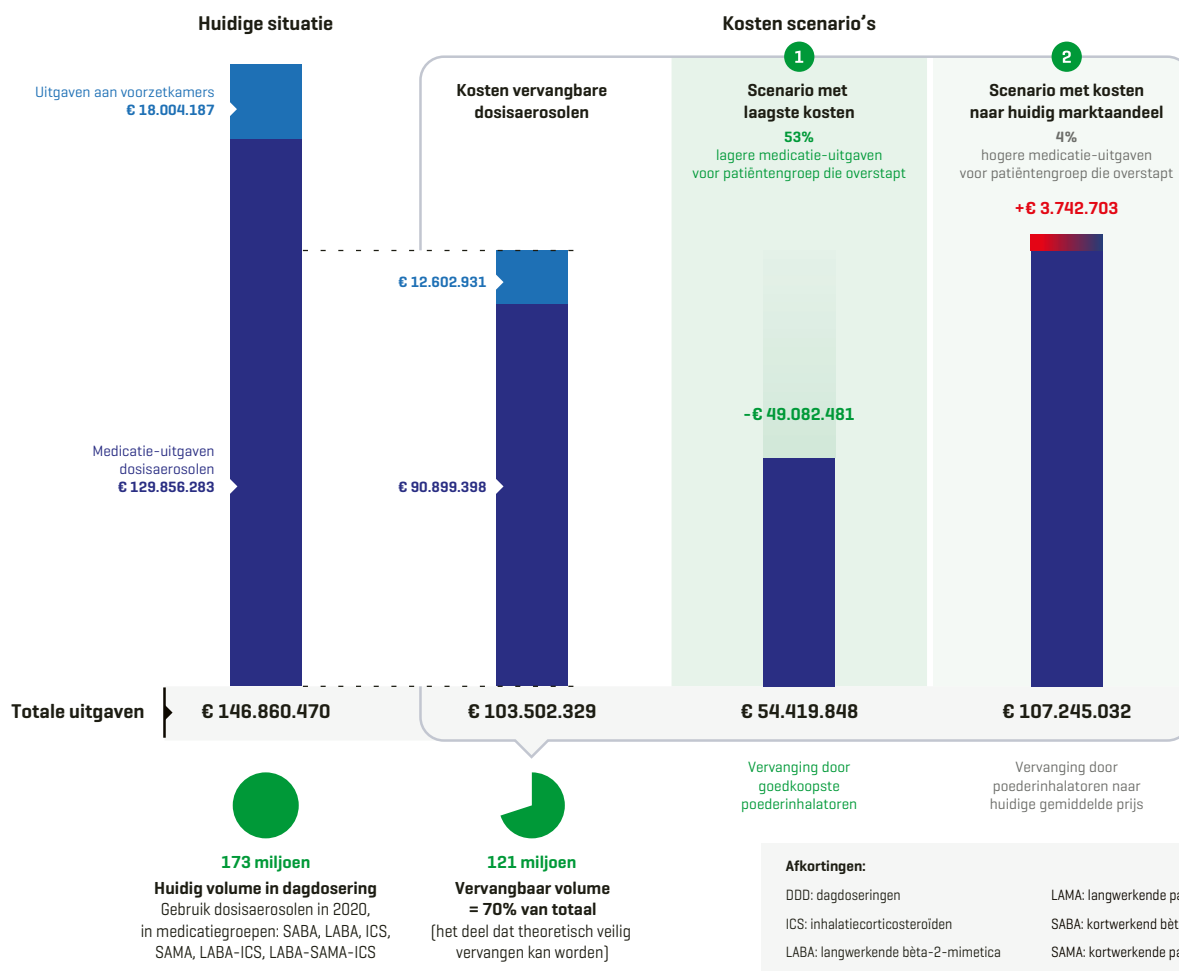 Huidige situatie
Kosten scenario's
Uitgaven aan voorzetkamers
€ 18.004.187
Medicatie-uitgaven
dosisaerosolen
€ 129.856.283
Kosten vervangbare
dosisaerosolen
€ 12.602.931
€ 90.899.398
1
Scenario met
laagste kosten
53%
lagere medicatie-uitgaven
voor patiëntengroep die overstapt
-€ 49.082.481
2
Scenario met kosten
naar huidig marktaandeel
4%
hogere medicatie-uitgaven
voor patiëntengroep die overstapt
+€ 3.742.703
Totale uitgaven
€ 146.860.470
€ 103.502.329
€ 54.419.848
€ 107.245.032
173 miljoen
Huidig volume in dagdosering
Gebruik dosisaerosolen in 2020,
in medicatiegroepen: SABA, LABA, ICS,
SAMA, LABA-ICS, LABA-SAMA-ICS
121 miljoen
Vervangbaar volume
= 70% van totaal
(het deel dat theoretisch veilig
vervangen kan worden)
Vervanging door
goedkoopste
poederinhalatoren
Vervanging door
poederinhalatoren naar
huidige gemiddelde prijs
Afkortingen:
DDD: dagdoseringen
ICS: inhalatiecorticosteroïden
LABA: langwerkende bèta-2-mimetica
LAMA: langwerkende pa
SABA: kortwerkend bèt
SAMA: kortwerkende pa